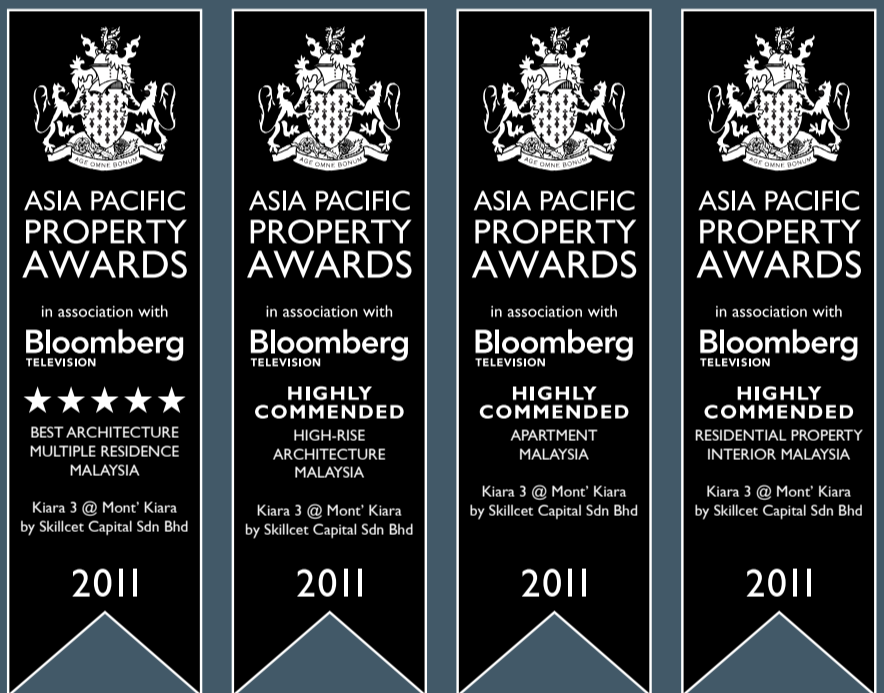 AGE OMNE BONUM
ASIA PACIFIC
PROPERTY
AWARDS
in association with
Bloomberg
TELEVISION
BEST ARCHITECTURE
MULTIPLE RESIDENCE
MALAYSIA
Kiara 3 @ Mont' Kiara
by Skillcet Capital Sdn Bhd
2011
AGE OMNE BONUM
ASIA PACIFIC
PROPERTY
AWARDS
in association with
Bloomberg
TELEVISION
HIGHLY
COMMENDED
HIGH-RISE
ARCHITECTURE
MALAYSIA
Kiara 3 @ Mont' Kiara
by Skillcet Capital Sdn Bhd
2011
AGE OMNE BONUM
ASIA PACIFIC
PROPERTY
AWARDS
in association with
Bloomberg
TELEVISION
HIGHLY
COMMENDED
APARTMENT
MALAYSIA
Kiara 3 @ Mont' Kiara
by Skillcet Capital Sdn Bhd
2011
AGE OMNE BONUM
ASIA PACIFIC
PROPERTY
AWARDS
in association with
Bloomberg
TELEVISION
HIGHLY
COMMENDED
RESIDENTIAL PROPERTY
INTERIOR MALAYSIA
Kiara 3 @ Mont' Kiara
by Skillcet Capital Sdn Bhd
2011